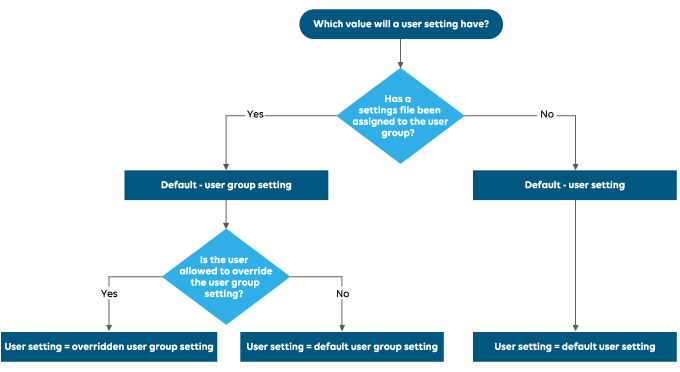 Which value will a user setting have?
Has a
settings file been
assigned to the user
group?
Yes
No
Default - user group setting
Default - user setting
Is the user
allowed to override
the user group
setting?
Yes
No
User setting = overridden user group setting
User setting = default user group setting
User setting = default user setting